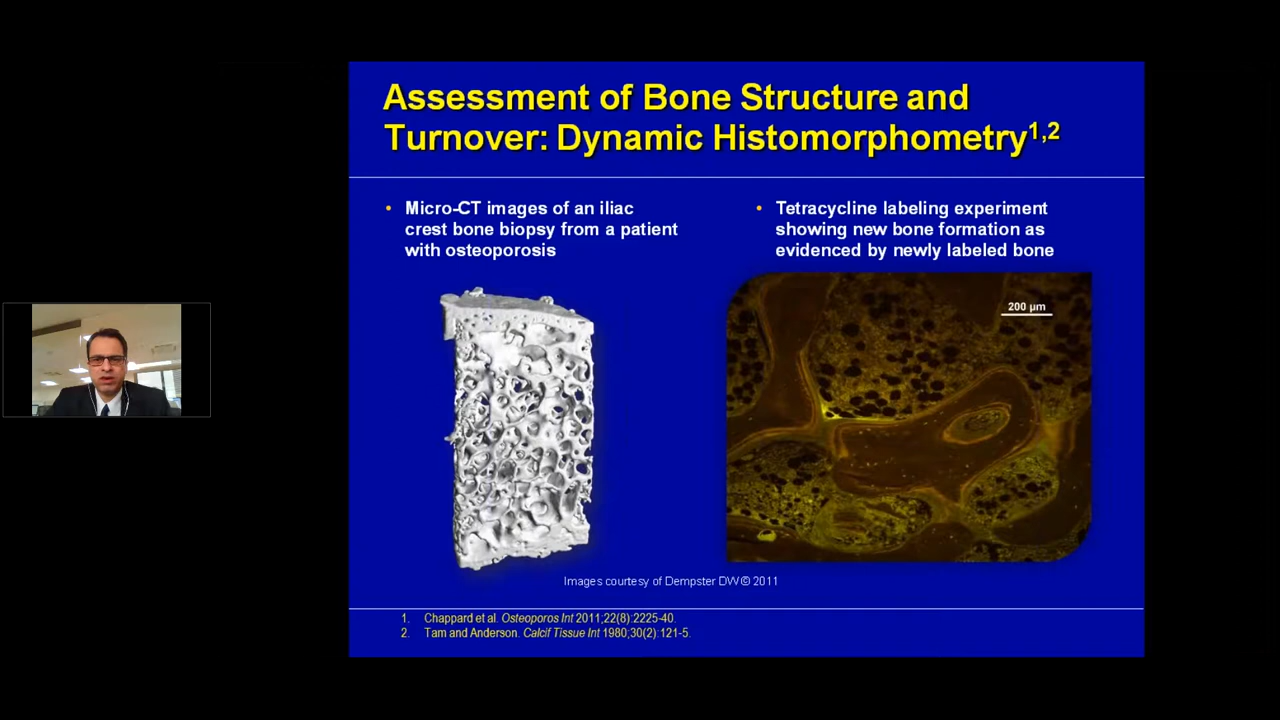 Assessment of Bone Structure and
Turnover: Dynamic Histomorphometry1,2
• Micro-CT images of an iliac
crest bone biopsy from a patient
with osteoporosis
• Tetracycline labeling experiment
showing new bone formation as
evidenced by newly labeled bone
200 µm
Images courtesy of Dempster DW© 2011
1. Chappard et al. Osteoporos Int 2011;22(8):2225-40.
2. Tam and Anderson. Calcif Tissue Int 1980;30(2):121-5.